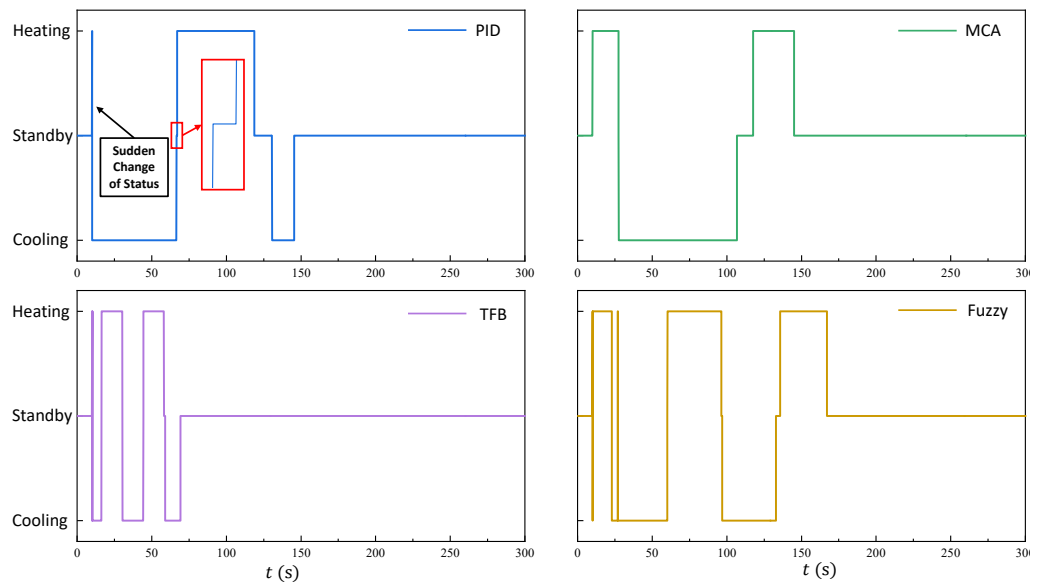 Heating
Standby
Cooling
PID
Sudden
Change
of Status
0 50 100 150 200 250 300
MCA
0 50 100 150 200 250 300
Heating
Standby
Cooling
TFB
0 50 100 150 200 250 300
t (s)
Fuzzy
0 50 100 150 200 250 300
t (s)